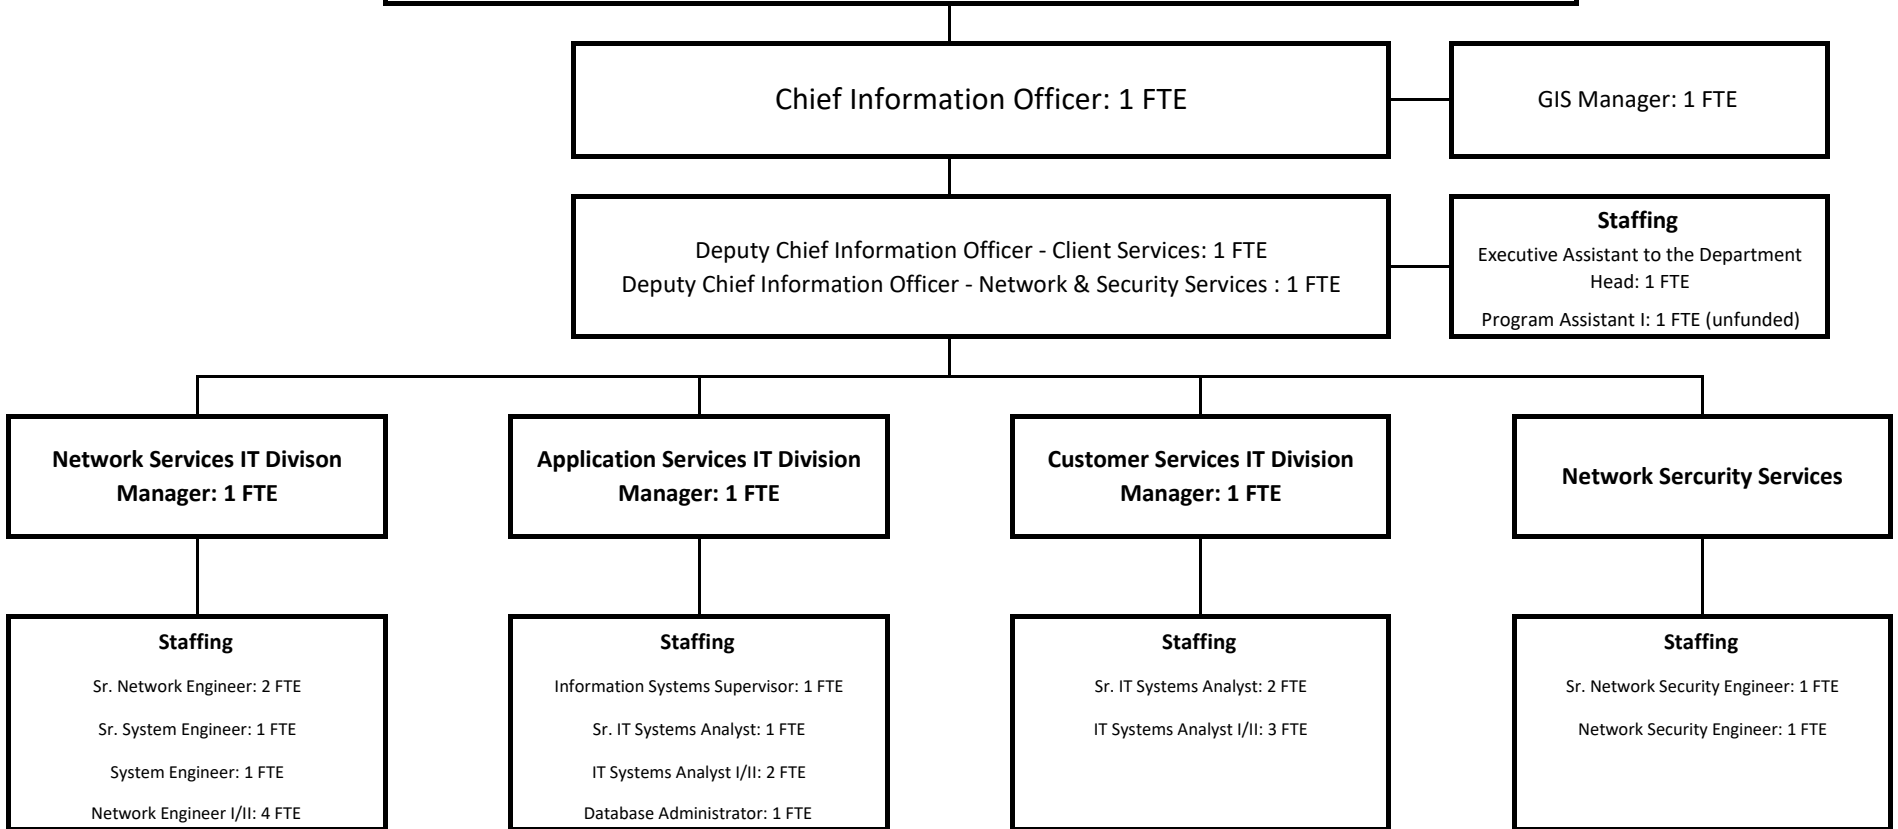 Chief Information Officer: 1 FTE
GIS Manager: 1 FTE
Deputy Chief Information Officer - Client Services: 1 FTE
Deputy Chief Information Officer - Network & Security Services : 1 FTE
Staffing
Executive Assistant to the Department
Head: 1 FTE
Program Assistant I: 1 FTE (unfunded)
Network Services IT Divison
Manager: 1 FTE
Application Services IT Division
Manager: 1 FTE
Customer Services IT Division
Manager: 1 FTE
Network Sercurity Services
Staffing
Sr. Network Engineer: 2 FTE
Sr. System Engineer: 1 FTE
System Engineer: 1 FTE
Network Engineer I/II: 4 FTE
Staffing
Information Systems Supervisor: 1 FTE
Sr. IT Systems Analyst: 1 FTE
IT Systems Analyst I/II: 2 FTE
Database Administrator: 1 FTE
Staffing
Sr. IT Systems Analyst: 2 FTE
IT Systems Analyst I/II: 3 FTE
Staffing
Sr. Network Security Engineer: 1 FTE
Network Security Engineer: 1 FTE